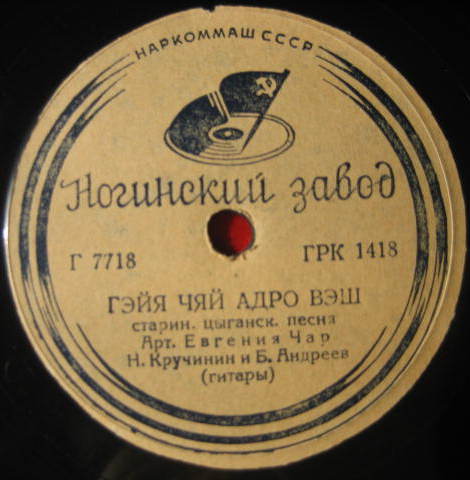 НАРКОММАШ СССР
Ногинский завод
Г 7718
ГРК 1418
ГЭЙЯ ЧЯЙ АДРО ВЭШ
старин. цыганск. песня
Арт. Евгения Чар
Н. Кручинин и Б. Андреев
(гитары)